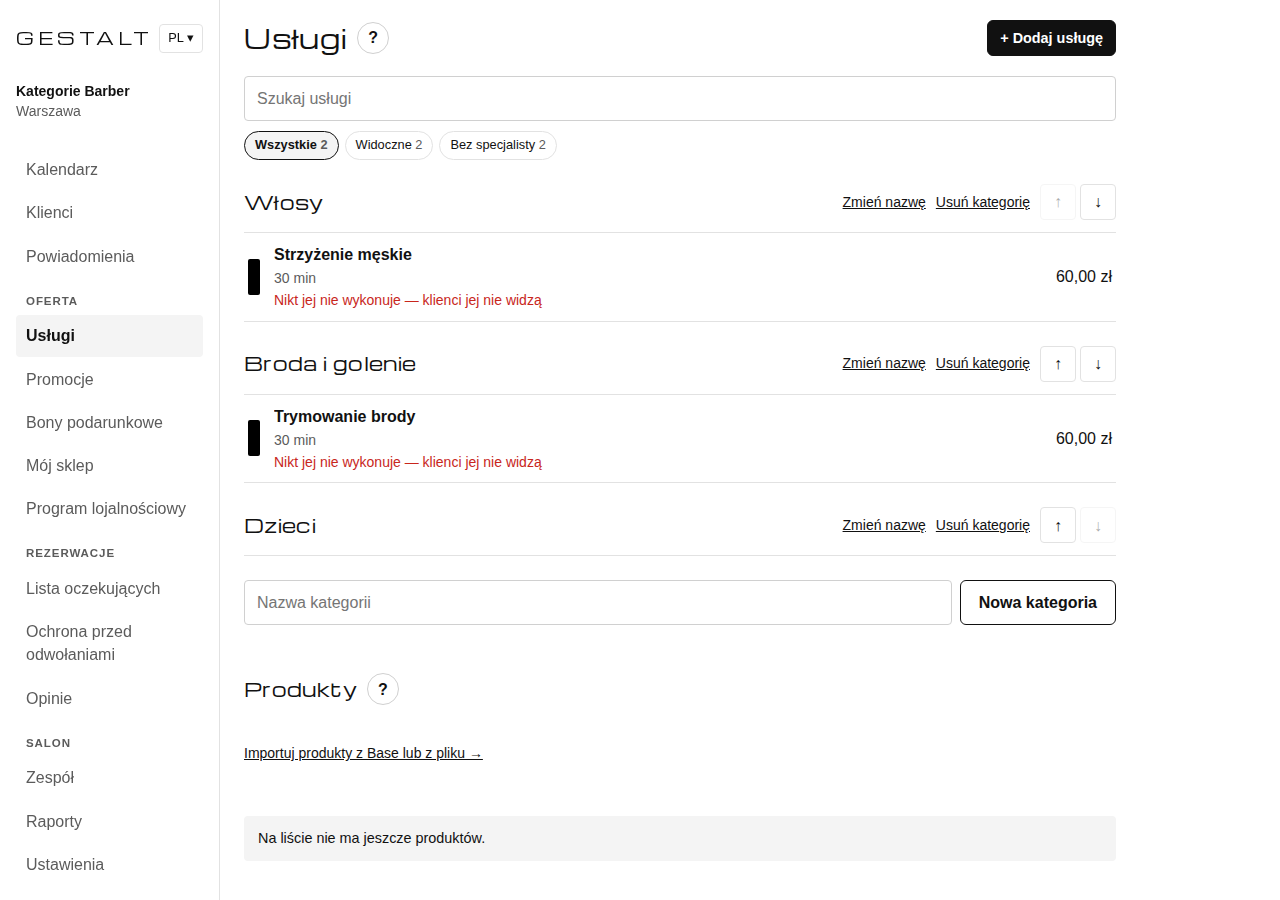 GESTALT
PL ▾
Kategorie Barber
Warszawa
Kalendarz
Klienci
Powiadomienia
OFERTA
Usługi
Promocje
Bony podarunkowe
Mój sklep
Program lojalnościowy
REZERWACJE
Lista oczekujących
Ochrona przed
odwołaniami
Opinie
SALON
Zespół
Raporty
Ustawienia
Usługi ?
+ Dodaj usługę
Szukaj usługi
Wszystkie 2 Widoczne 2 Bez specjalisty 2
Włosy Zmień nazwę Usuń kategorię ↑ ↓
Strzyżenie męskie
30 min
Nikt jej nie wykonuje — klienci jej nie widzą
60,00 zł
Broda i golenie Zmień nazwę Usuń kategorię ↑ ↓
Trymowanie brody
30 min
Nikt jej nie wykonuje — klienci jej nie widzą
60,00 zł
Dzieci Zmień nazwę Usuń kategorię ↑ ↓
Nazwa kategorii Nowa kategoria
Produkty ?
Importuj produkty z Base lub z pliku →
Na liście nie ma jeszcze produktów.